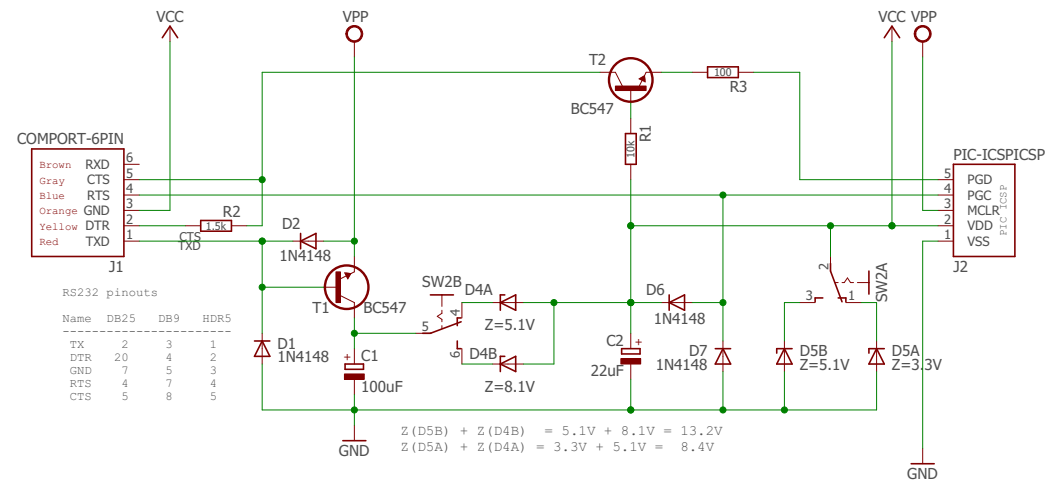 VCC
VPP
VCC VPP
T2
BC547
100
R3
10k
R1
COMPORT-6PIN
Brown RXD 6
Gray CTS 5
Blue RTS 4
Orange GND 3
Yellow DTR 2
Red TXD 1
J1
R2
1.5k
CTS
TXD
D2
1N4148
T1
BC547
D1
1N4148
C1
+
100uF
SW2B
5
4
6
D4A
Z=5.1V
D4B
Z=8.1V
D6
1N4148
C2
+
22uF
D7
1N4148
2
3
1
SW2A
D5B
Z=5.1V
D5A
Z=3.3V
PIC-ICSPICSP
5 PGD
4 PGC
3 MCLR
2 VDD
1 VSS
PIC ICSP
J2
RS232 pinouts
Name DB25 DB9 HDR5
TX 2 3 1
DTR 20 4 2
GND 7 5 3
RTS 4 7 4
CTS 5 8 5
GND
Z(D5B) + Z(D4B) = 5.1V + 8.1V = 13.2V
Z(D5A) + Z(D4A) = 3.3V + 5.1V = 8.4V
GND